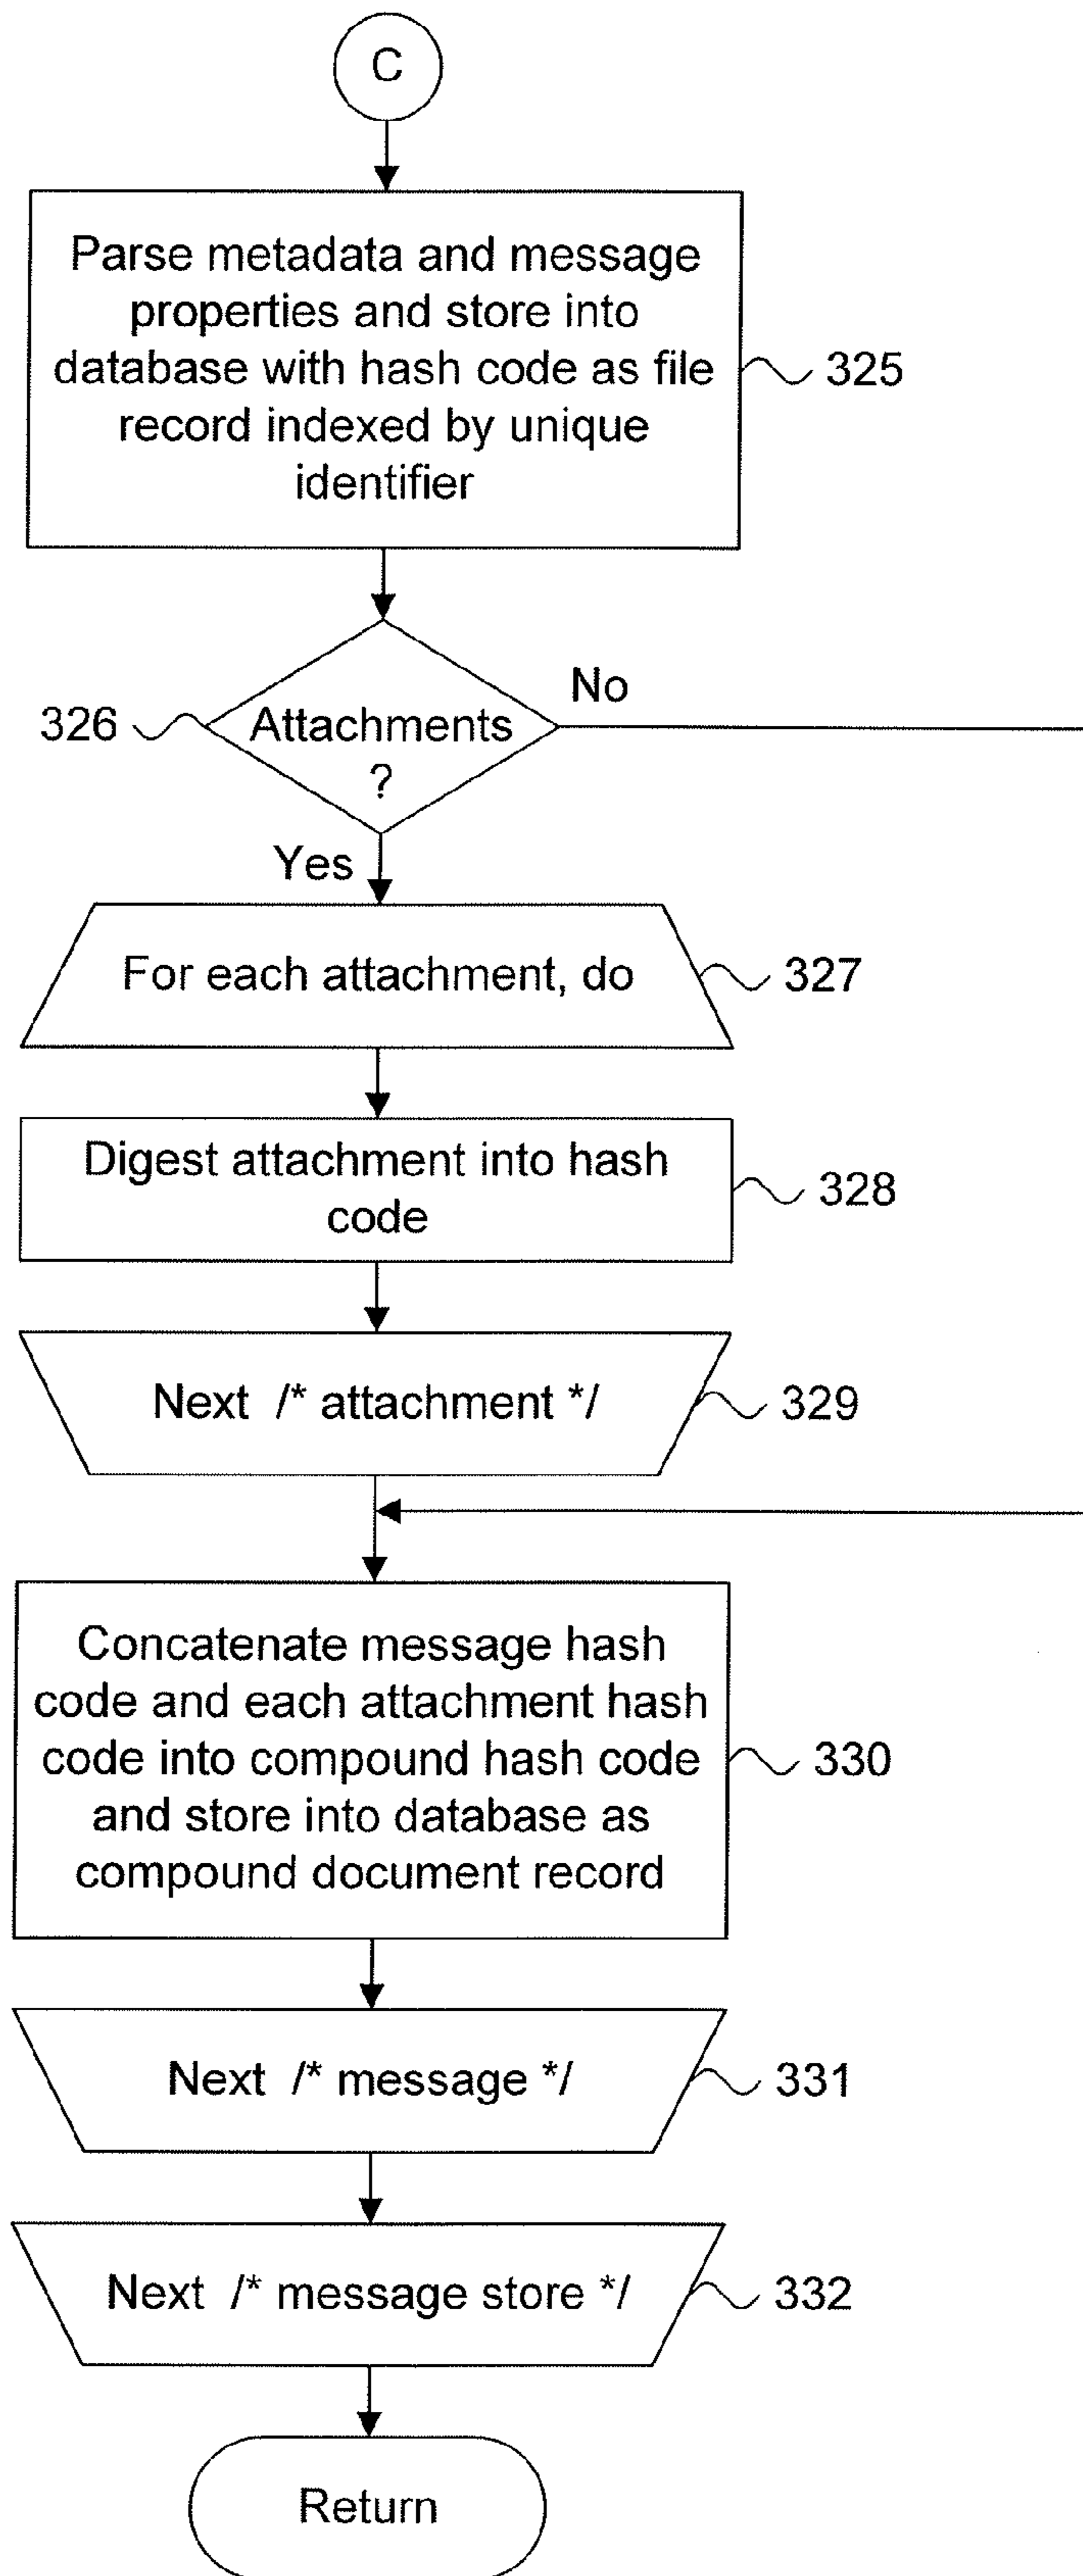 C
Parse metadata and message
properties and store into
database with hash code as file
record indexed by unique
identifier
325
No
326
Attachments
?
Yes
For each attachment, do
327
Digest attachment into hash
code
328
Next /* attachment */
329
Concatenate message hash
code and each attachment hash
code into compound hash code
and store into database as
compound document record
330
Next /* message */
331
Next /* message store */
332
Return